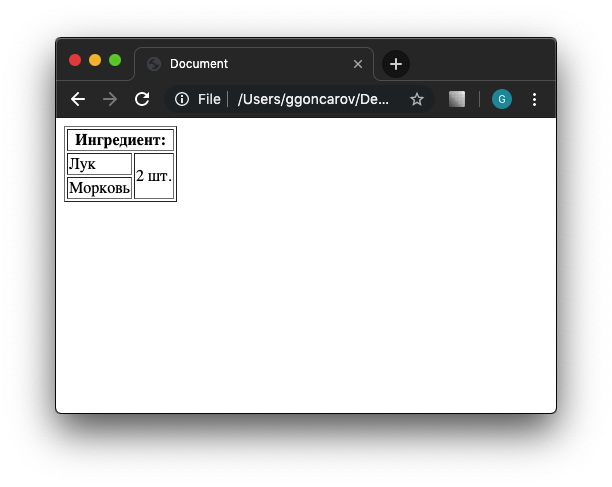 Document
File
/Users/ggoncarov/De...
G
Ингредиент:
Лук
2 шт.
Морковь